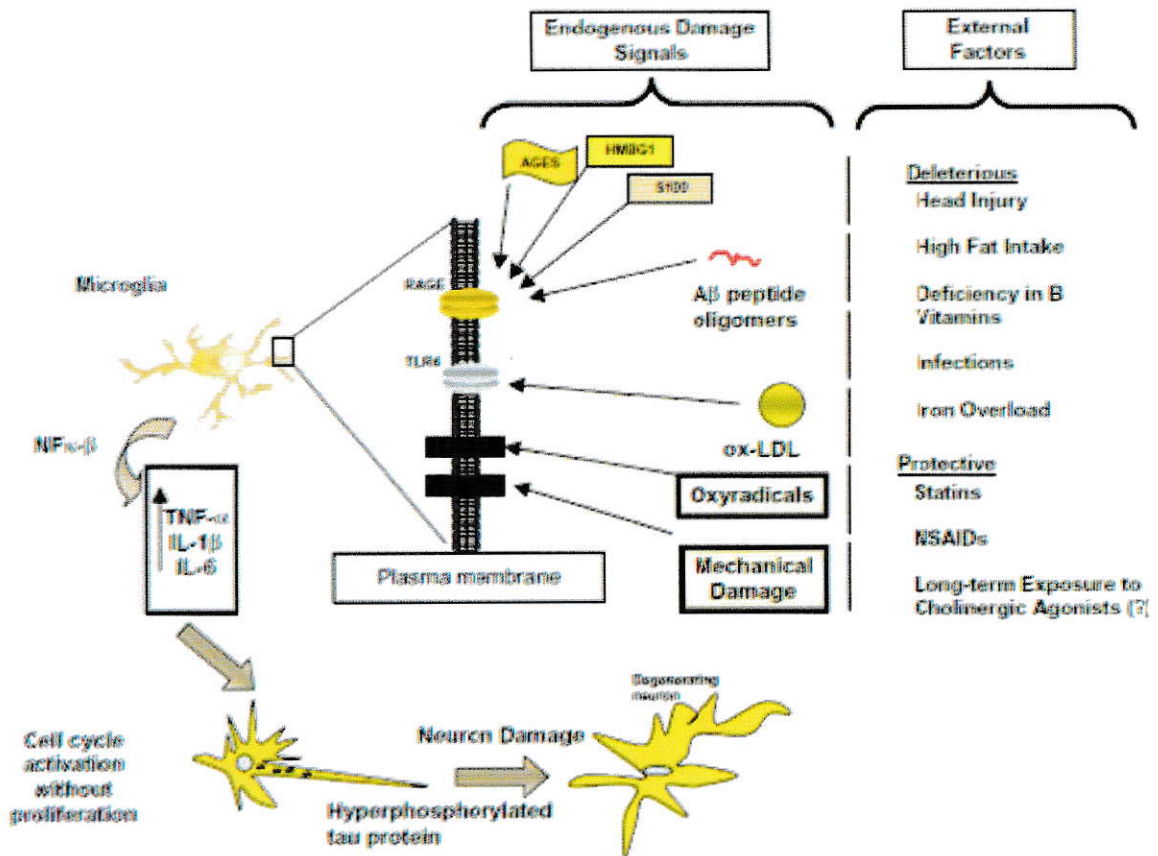 Endogenous Damage
Signals
External
Factors
AGES
HMBG1
S100
Deleterious
Head Injury
High Fat Intake
Deficiency in B
Vitamins
Infections
Iron Overload
Protective
Statins
NSAIDs
Long-term Exposure to
Cholinergic Agonists (?(
Microglia
RAGE
Aβ peptide
oligomers
TLR6
ox-LDL
NFκ-β
Oxyradicals
TNF-α
IL-1β
IL-6
Plasma membrane
Mechanical
Damage
Degenerating
neuron
Cell cycle
activation
without
proliferation
Neuron Damage
Hyperphosphorylated
tau protein